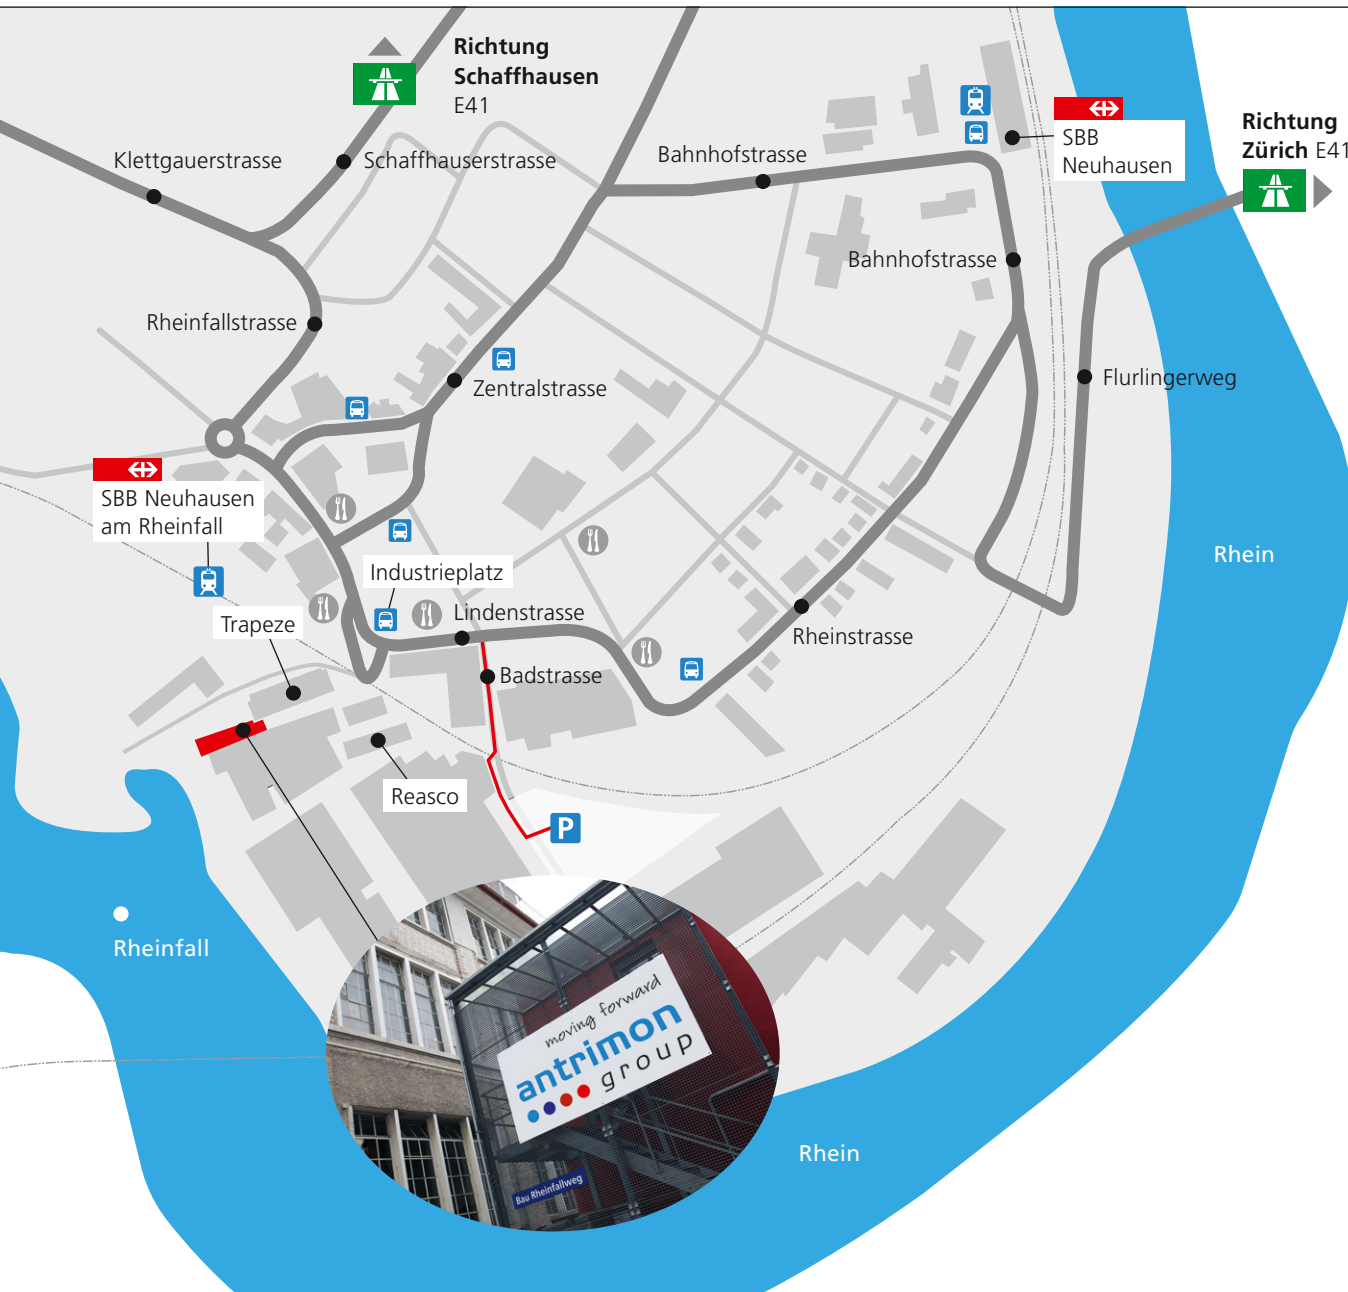 Richtung
Schaffhausen
E41
Klettgauerstrasse
Schaffhauserstrasse
Bahnhofstrasse
SBB
Neuhausen
Richtung
Zürich E41
Bahnhofstrasse
Rheinfallstrasse
Zentralstrasse
Flurlingerweg
SBB Neuhausen
am Rheinfall
Industrieplatz
Lindenstrasse
Trapeze
Rheinstrasse
Rhein
Badstrasse
Reasco
P
Rheinfall
moving forward
antrimon
group
Bau Rheinfallweg
Rhein